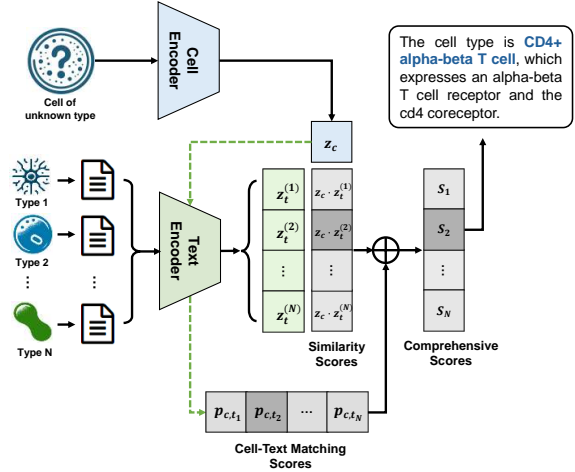 Cell
Encoder
Cell of
unknown type
The cell type is CD4+
alpha-beta T cell, which
expresses an alpha-beta
T cell receptor and the
cd4 coreceptor.
z_c
Type 1
Type 2
⋮
⋮
Type N
Text
Encoder
z_t^{(1)}
z_t^{(2)}
⋮
z_t^{(N)}
z_c · z_t^{(1)}
z_c · z_t^{(2)}
⋮
z_c · z_t^{(N)}
Similarity
Scores
S_1
S_2
⋮
S_N
Comprehensive
Scores
p_{c,t_1} p_{c,t_2} ⋯ p_{c,t_N}
Cell-Text Matching
Scores